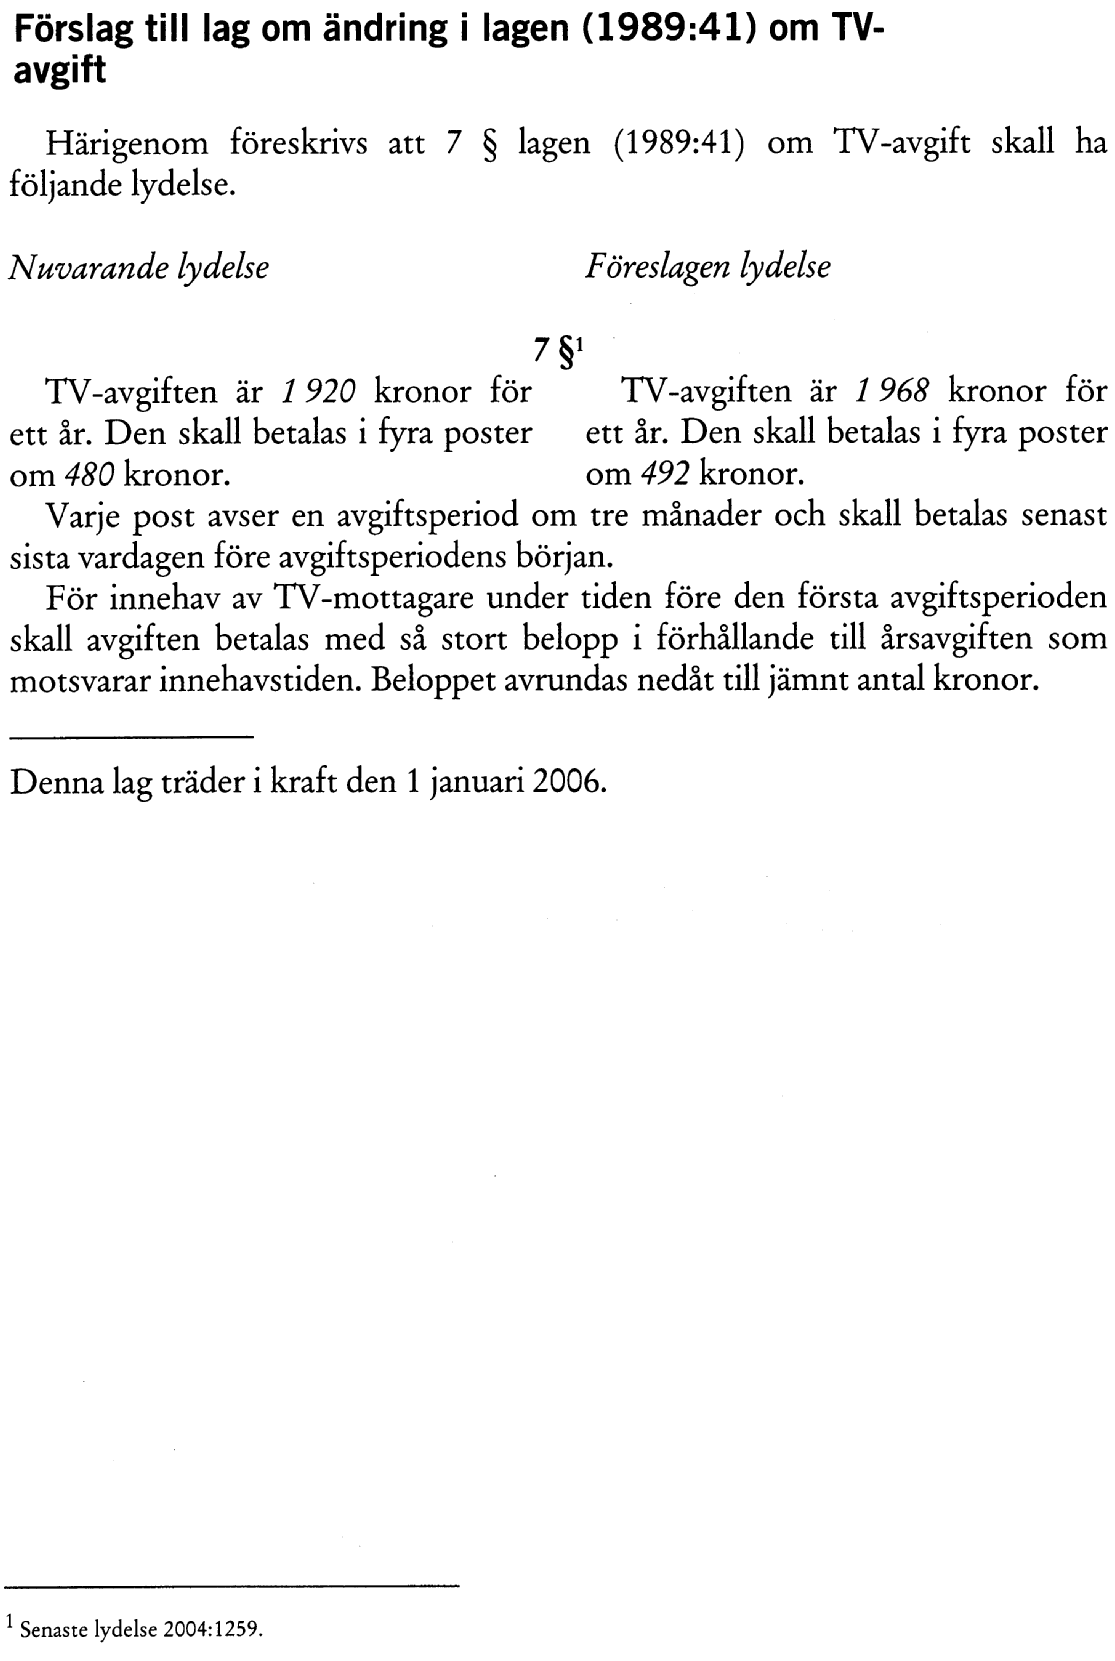 Förslag till lag om ändring i lagen (1989:41) om TV-
avgift
Härigenom föreskrivs att 7 § lagen (1989:41) om TV-avgift skall ha
följande lydelse.
Nuvarande lydelse
Föreslagen lydelse
7 §¹
TV-avgiften är 1 920 kronor för
ett år. Den skall betalas i fyra poster
om 480 kronor.
TV-avgiften är 1 968 kronor för
ett år. Den skall betalas i fyra poster
om 492 kronor.
Varje post avser en avgiftsperiod om tre månader och skall betalas senast
sista vardagen före avgiftsperiodens början.
För innehav av TV-mottagare under tiden före den första avgiftsperioden
skall avgiften betalas med så stort belopp i förhållande till årsavgiften som
motsvarar innehavstiden. Beloppet avrundas nedåt till jämnt antal kronor.
Denna lag träder i kraft den 1 januari 2006.
¹ Senaste lydelse 2004:1259.